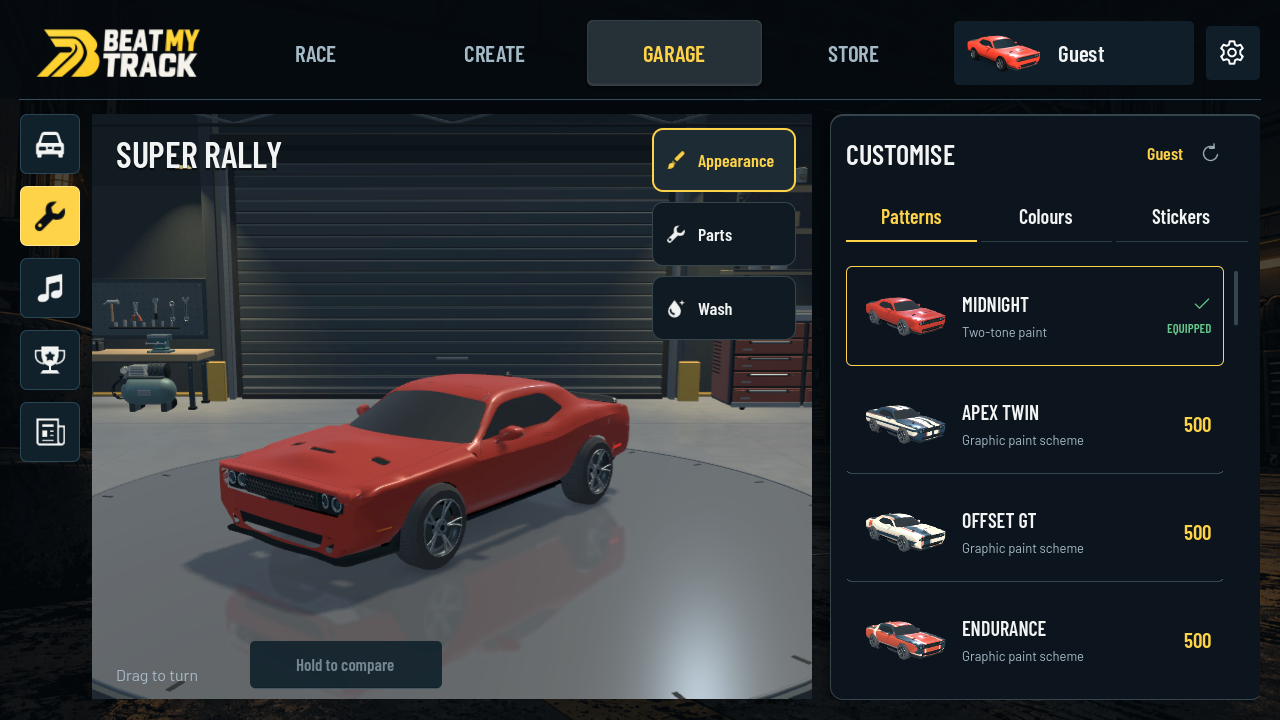 BEAT MY
TRACK
RACE
CREATE
GARAGE
STORE
Guest
SUPER RALLY
Appearance
Parts
Wash
Hold to compare
Drag to turn
CUSTOMISE
Guest
Patterns
Colours
Stickers
MIDNIGHT
Two-tone paint
EQUIPPED
APEX TWIN
Graphic paint scheme
500
OFFSET GT
Graphic paint scheme
500
ENDURANCE
Graphic paint scheme
500